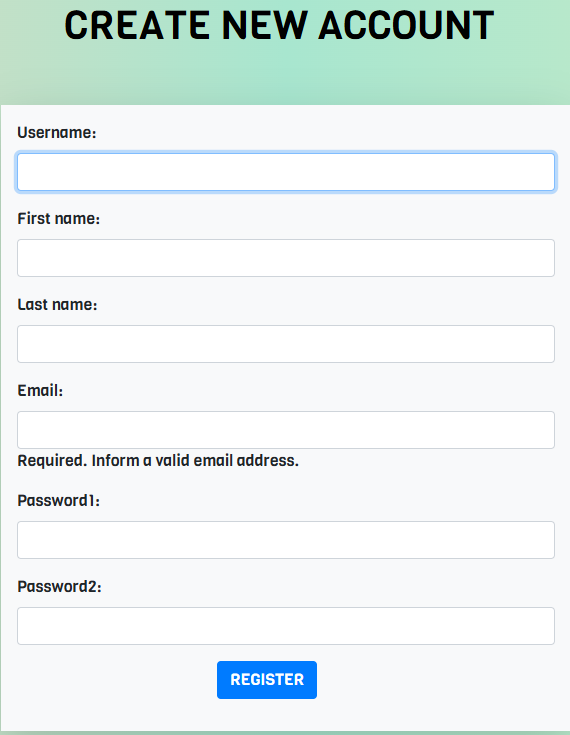 CREATE NEW ACCOUNT
Username:
First name:
Last name:
Email:
Required. Inform a valid email address.
Password1:
Password2:
REGISTER